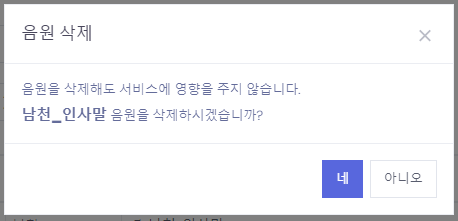 음원 삭제
음원을 삭제해도 서비스에 영향을 주지 않습니다.
남천_인사말 음원을 삭제하시겠습니까?
네
아니오